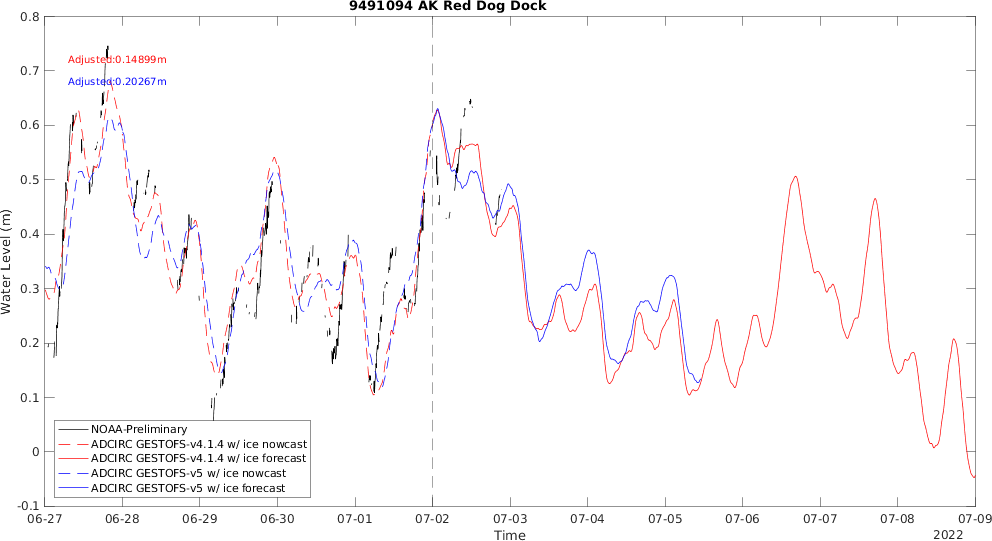 9491094 AK Red Dog Dock
Adjusted:0.14899m
Adjusted:0.20267m
Water Level (m)
0.8
0.7
0.6
0.5
0.4
0.3
0.2
0.1
0
-0.1
NOAA-Preliminary
ADCIRC GESTOFS-v4.1.4 w/ ice nowcast
ADCIRC GESTOFS-v4.1.4 w/ ice forecast
ADCIRC GESTOFS-v5 w/ ice nowcast
ADCIRC GESTOFS-v5 w/ ice forecast
06-27 06-28 06-29 06-30 07-01 07-02 07-03 07-04 07-05 07-06 07-07 07-08 07-09
Time
2022